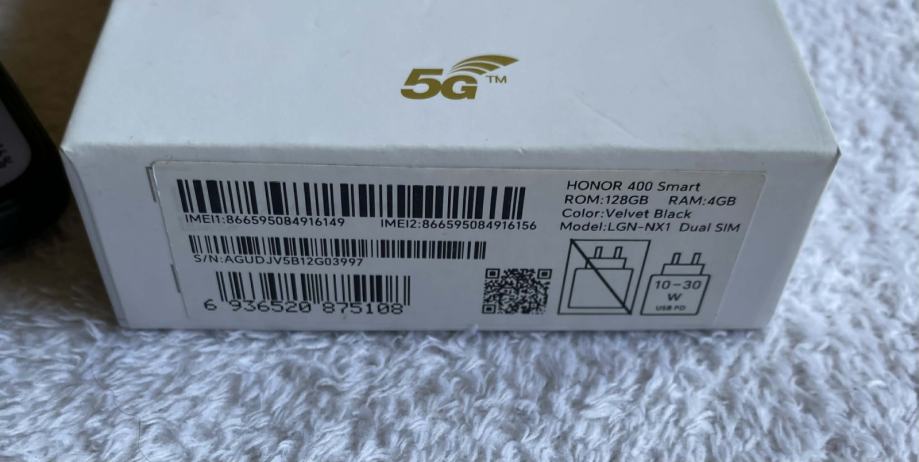 5G™
HONOR 400 Smart
ROM:128GB RAM:4GB
Color:Velvet Black
Model:LGN-NX1 Dual SIM
IMEI1:866595084916149 IMEI2:866595084916156
S/N:AGUDJV5B12G03997
6 936520 875108
10-30
W
USB PD